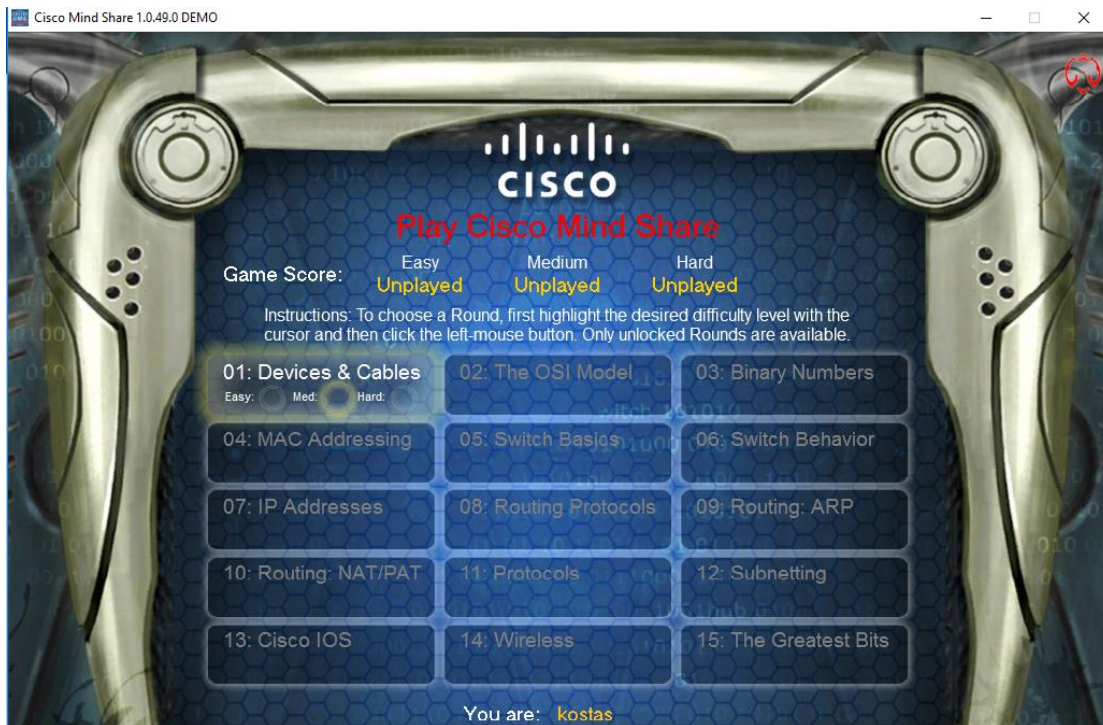 Cisco Mind Share 1.0.49.0 DEMO
CISCO
Play Cisco Mind Share
Game Score:
Easy Medium Hard
Unplayed Unplayed Unplayed
Instructions: To choose a Round, first highlight the desired difficulty level with the
cursor and then click the left-mouse button. Only unlocked Rounds are available.
01: Devices & Cables 02: The OSI Model 03: Binary Numbers
Easy: Med: Hard:
04: MAC Addressing 05: Switch Basics 06: Switch Behavior
07: IP Addresses 08: Routing Protocols 09: Routing: ARP
10: Routing: NAT/PAT 11: Protocols 12: Subnetting
13: Cisco IOS 14: Wireless 15: The Greatest Bits
You are: kostas